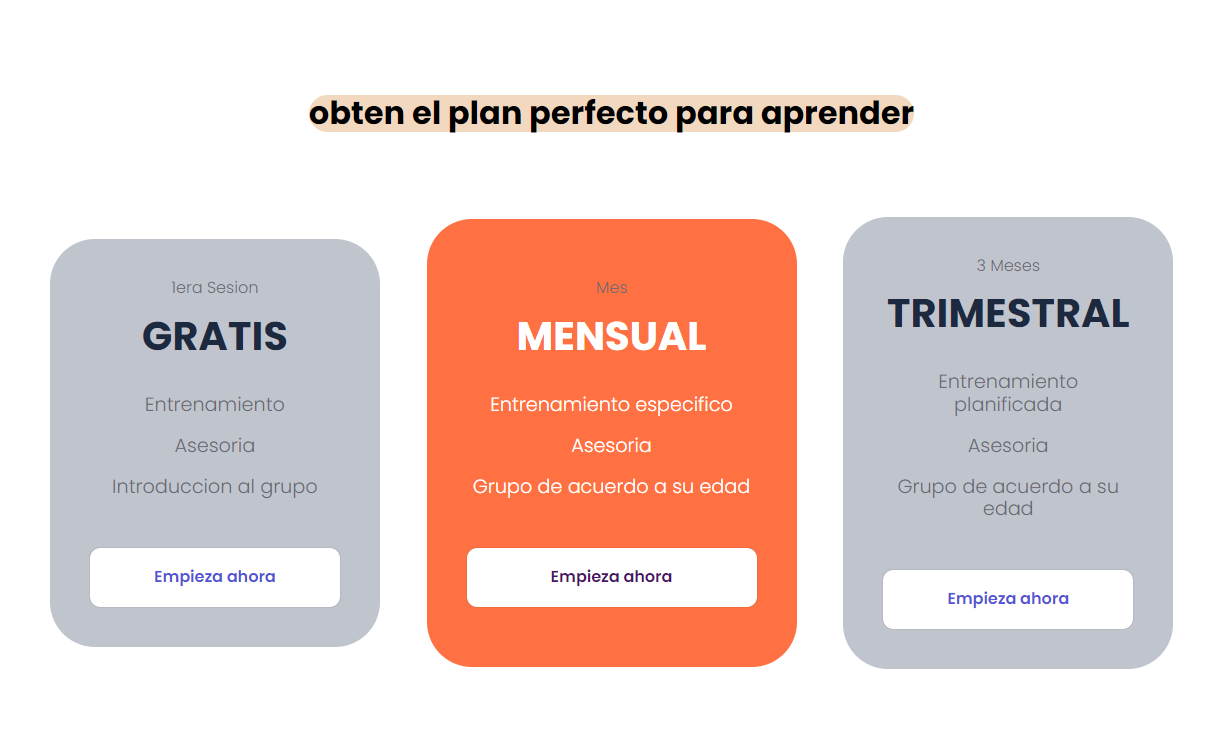 obten el plan perfecto para aprender
1era Sesion
GRATIS
Entrenamiento
Asesoria
Introduccion al grupo
Empieza ahora
Mes
MENSUAL
Entrenamiento especifico
Asesoria
Grupo de acuerdo a su edad
Empieza ahora
3 Meses
TRIMESTRAL
Entrenamiento
planificada
Asesoria
Grupo de acuerdo a su
edad
Empieza ahora